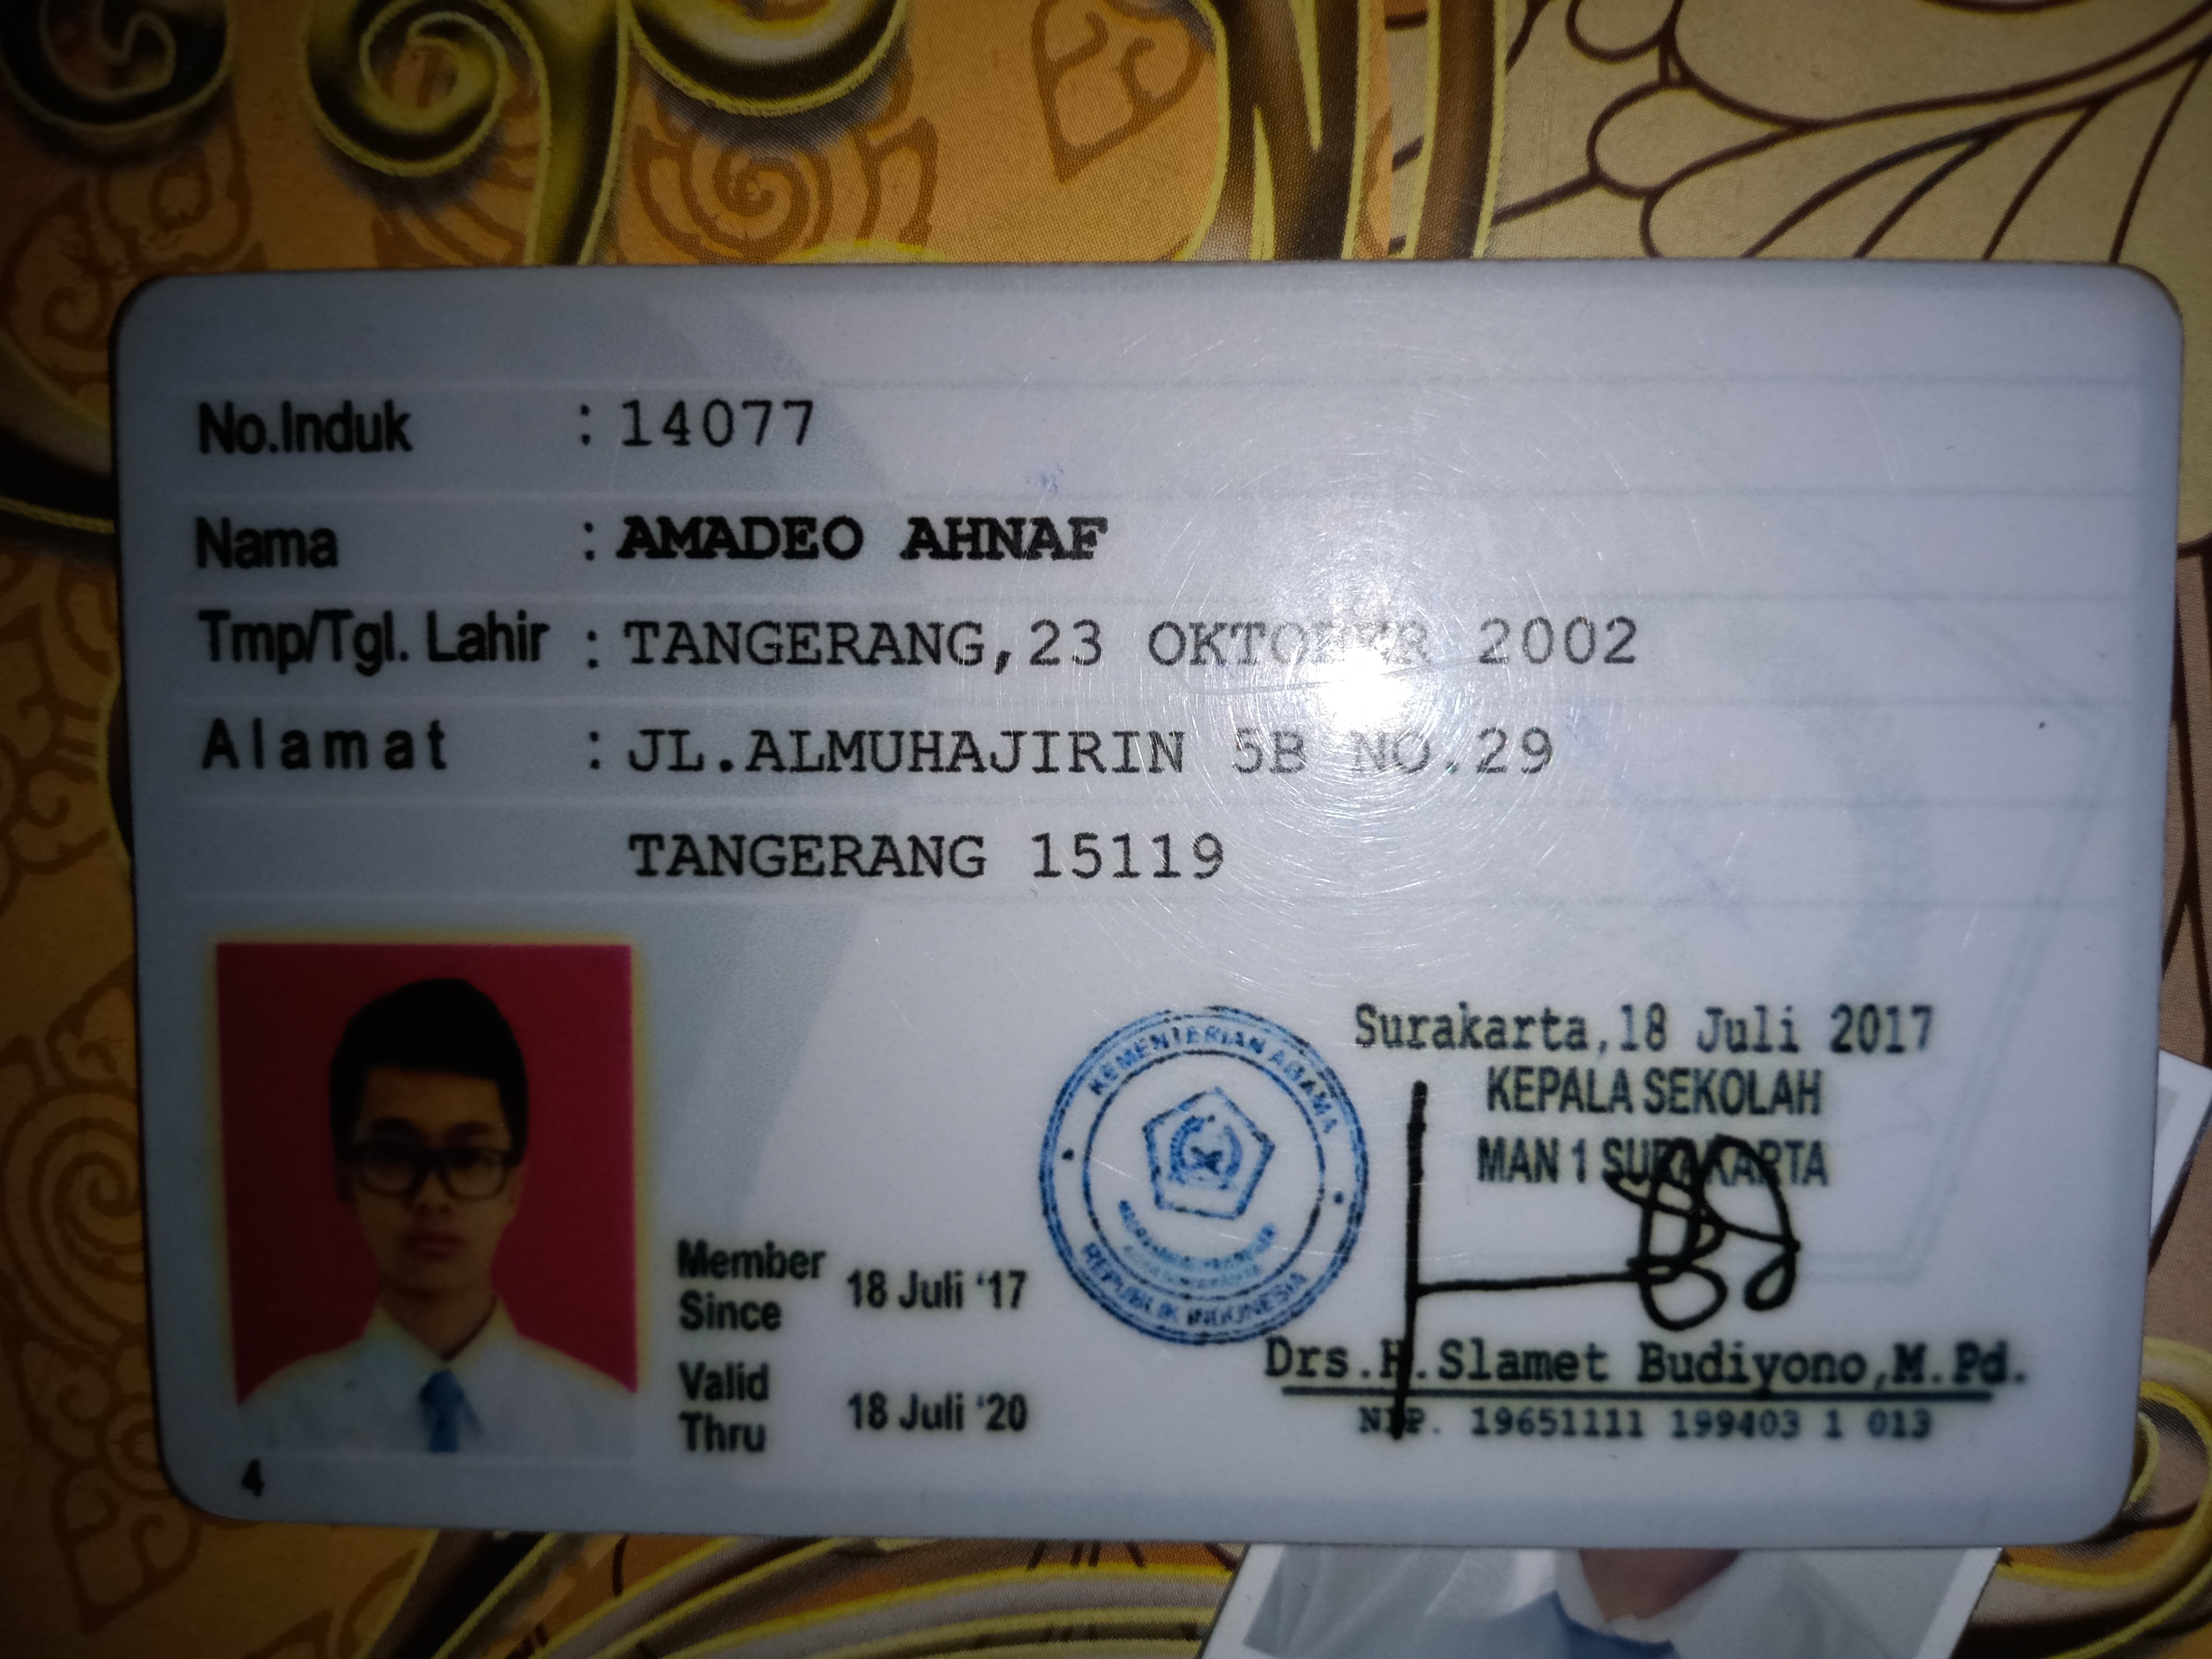 No.Induk : 14077
Nama : AMADEO AHNAF
Tmp/Tgl. Lahir : TANGERANG,23 OKTOBER 2002
Alamat : JL.ALMUHAJIRIN 5B NO.29
TANGERANG 15119
Surakarta,18 Juli 2017
KEPALA SEKOLAH
MAN 1 SURAKARTA
KEMENTERIAN AGAMA
REPUBLIK INDONESIA
Member Since 18 Juli ‘17
Valid Thru 18 Juli ‘20
Drs.H.Slamet Budiyono,M.Pd.
NIP. 19651111 199403 1 013
4